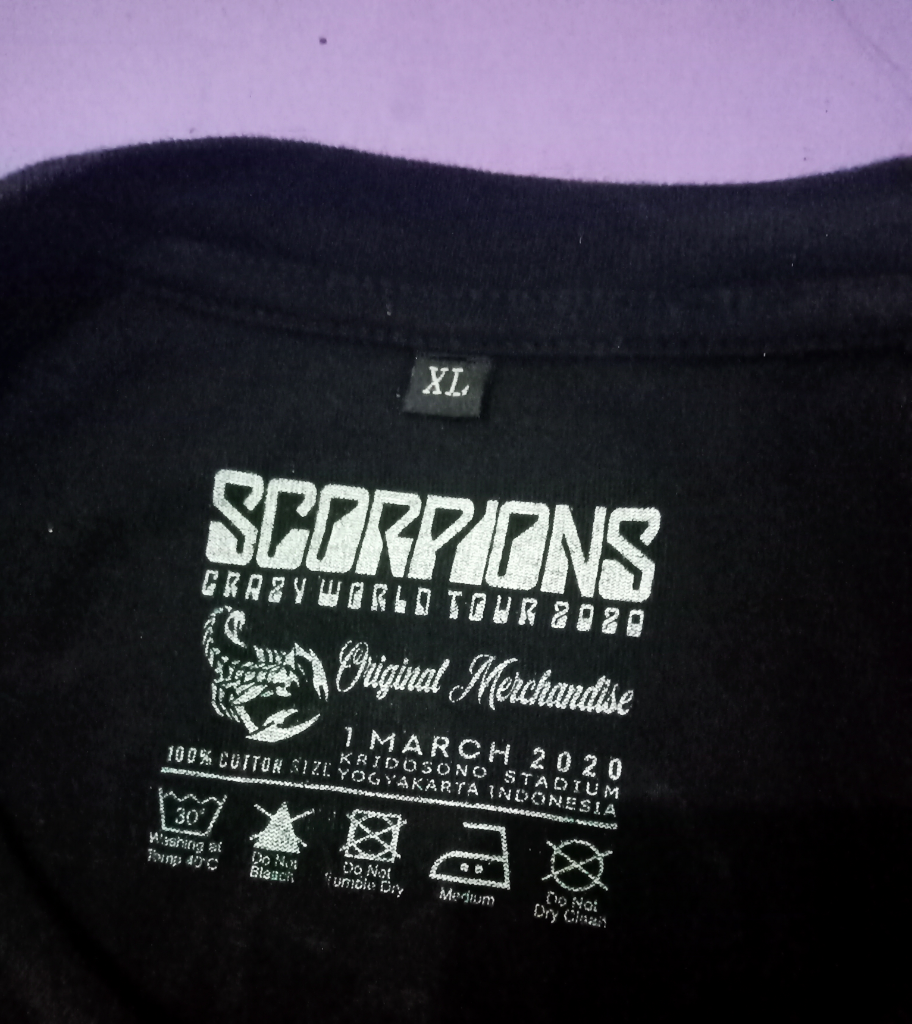 XL
SCORPIONS
CRAZY WORLD TOUR 2020
Original Merchandise
1 MARCH 2020
KRIDOSONO STADIUM
YOGYAKARTA INDONESIA
100% COTTON SIZE
30°
Washing at
Temp 40°C
Do Not
Bleach
Do Not
Tumble Dry
Medium
Do Not
Dry Clean